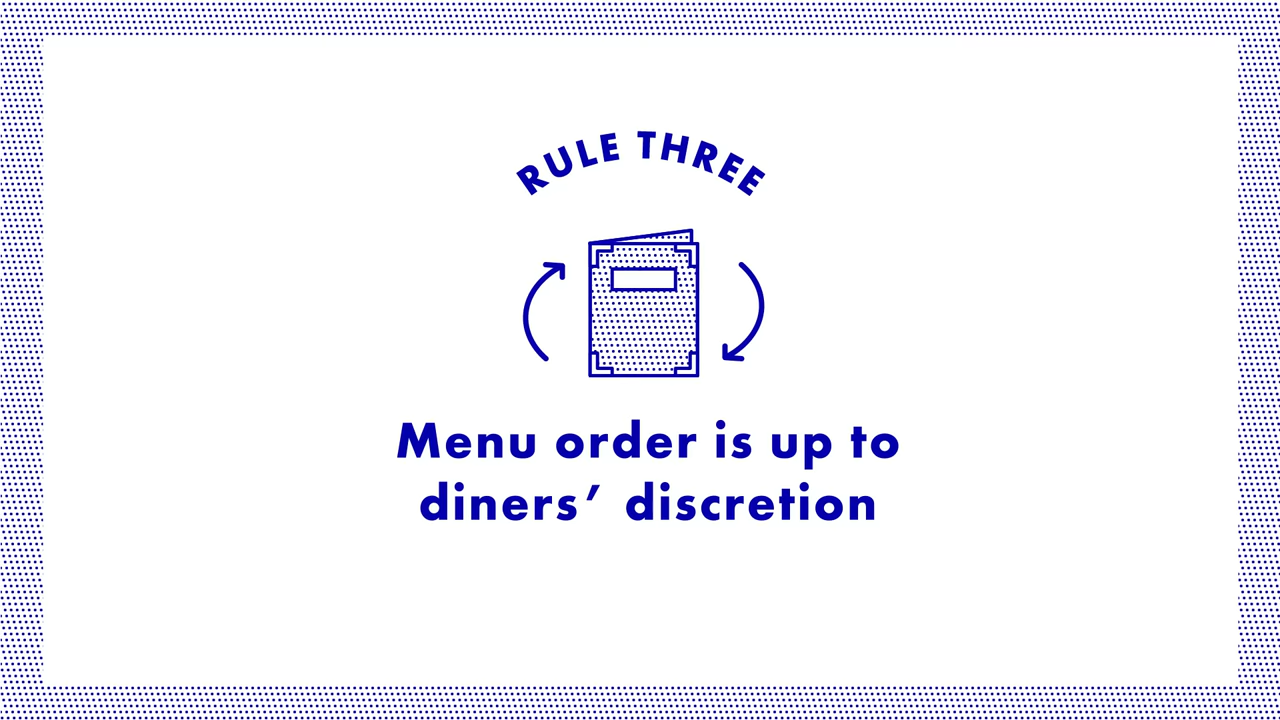 RULE THREE
Menu order is up to
diners’ discretion